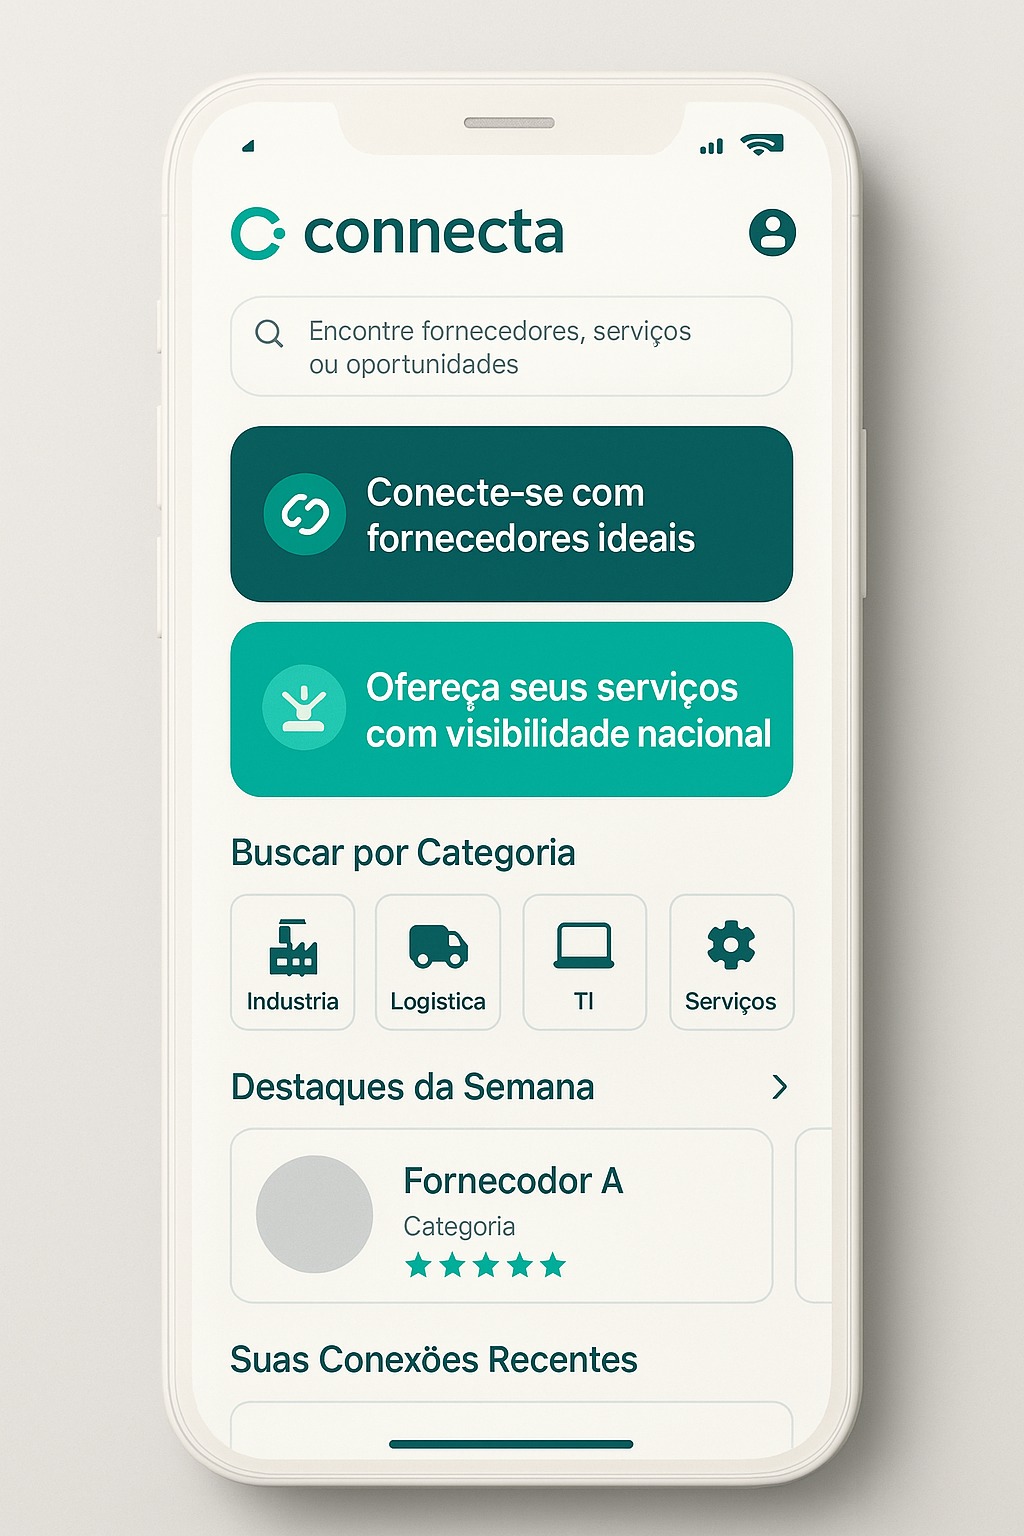 connecta
Encontre fornecedores, serviços
ou oportunidades
Conecte-se com
fornecedores ideais
Ofereça seus serviços
com visibilidade nacional
Buscar por Categoria
Industria
Logistica
TI
Serviços
Destaques da Semana
Fornecodor A
Categoria
Suas Conexöes Recentes